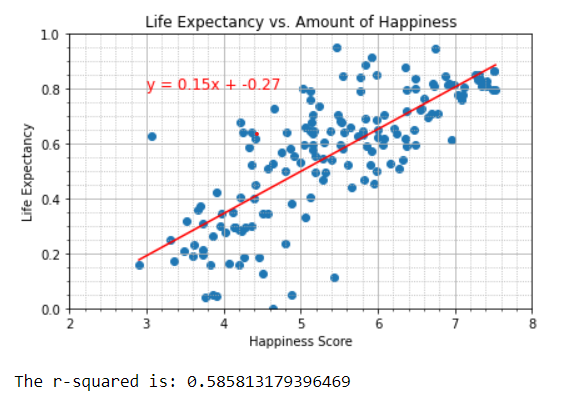 Life Expectancy vs. Amount of Happiness
1.0
0.8
0.6
0.4
0.2
0.0
Life Expectancy
y = 0.15x + -0.27
2 3 4 5 6 7 8
Happiness Score
The r-squared is: 0.585813179396469